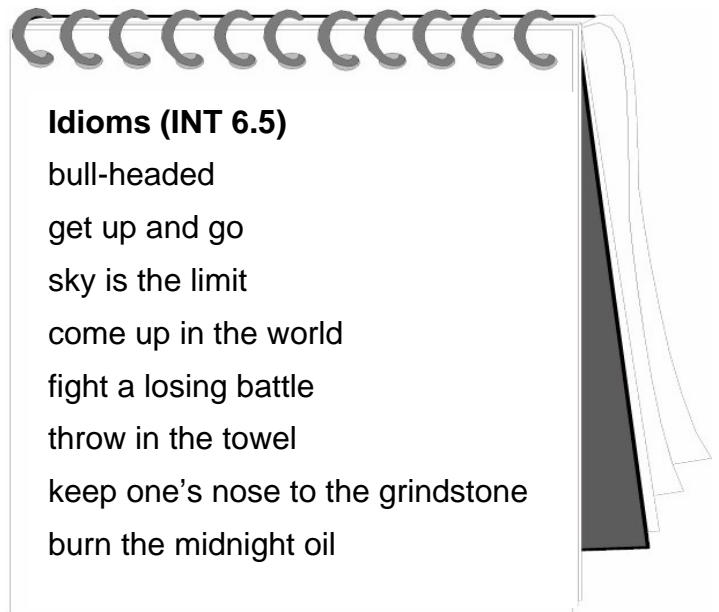 Idioms (INT 6.5)
bull-headed
get up and go
sky is the limit
come up in the world
fight a losing battle
throw in the towel
keep one’s nose to the grindstone
burn the midnight oil